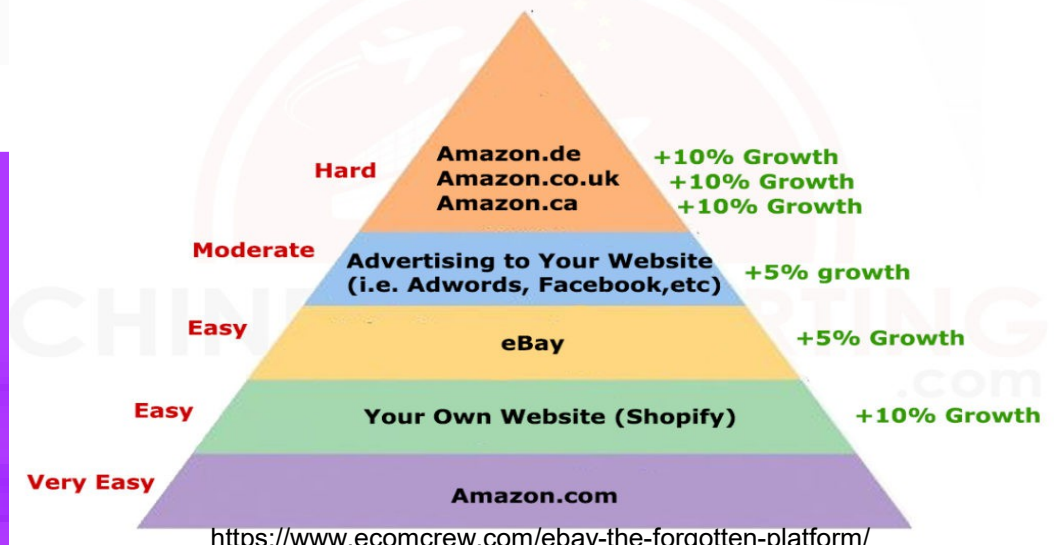 Hard
Amazon.de
+10% Growth
Amazon.co.uk
+10% Growth
Amazon.ca
+10% Growth
Moderate
Advertising to Your Website
(i.e. Adwords, Facebook,etc)
+5% growth
Easy
eBay
+5% Growth
Easy
Your Own Website (Shopify)
+10% Growth
Very Easy
Amazon.com
https://www.ecomcrew.com/ebay-the-forgotten-platform/
.com